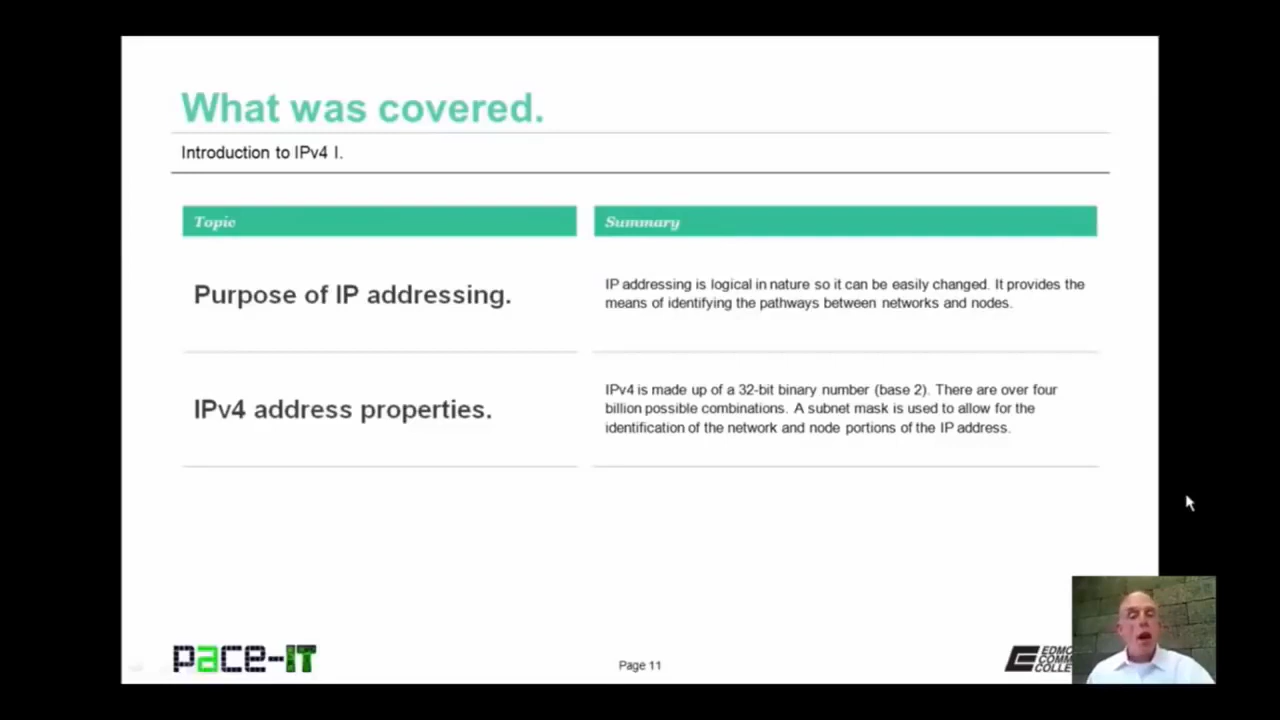 What was covered.
Introduction to IPv4 I.
Topic
Summary
Purpose of IP addressing.
IP addressing is logical in nature so it can be easily changed. It provides the
means of identifying the pathways between networks and nodes.
IPv4 address properties.
IPv4 is made up of a 32-bit binary number (base 2). There are over four
billion possible combinations. A subnet mask is used to allow for the
identification of the network and node portions of the IP address.
pace-IT
Page 11